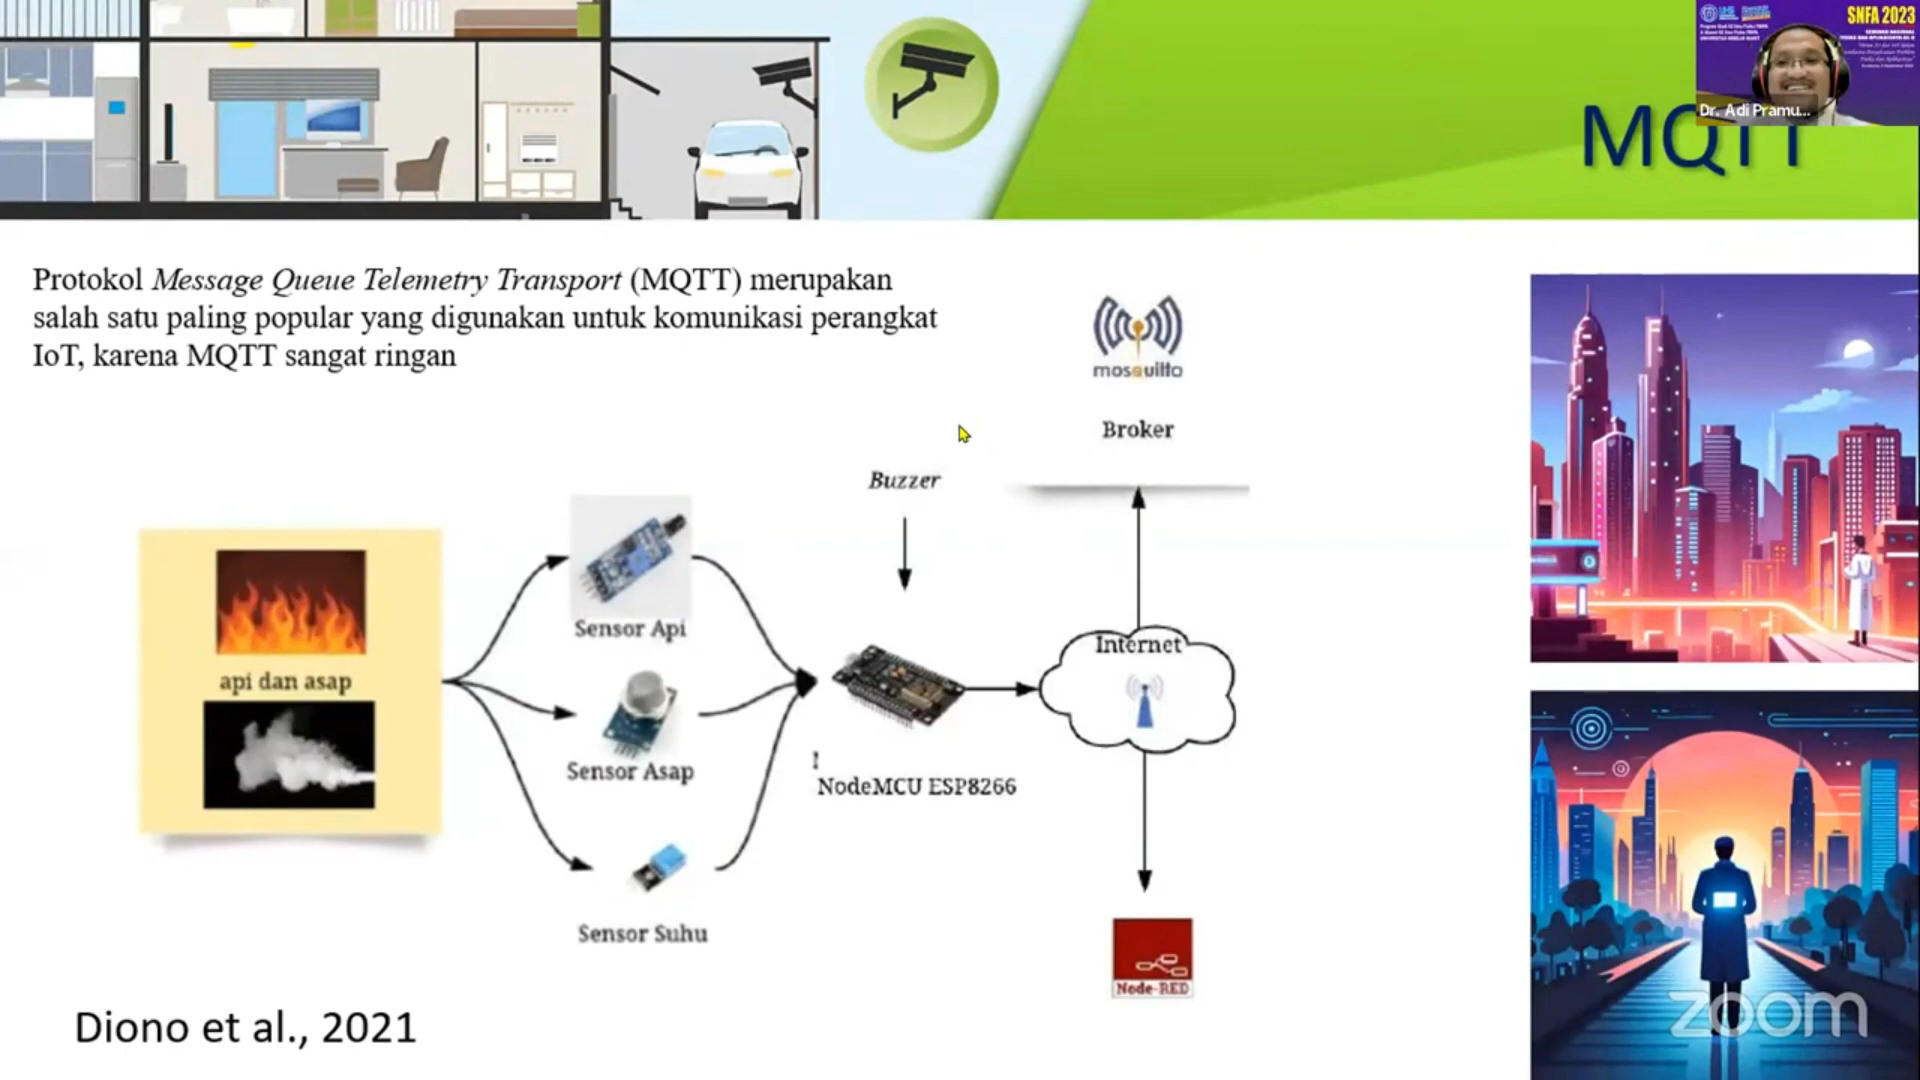 SNFA 2023
Dr. Adi Pramu...
MQTT
Protokol Message Queue Telemetry Transport (MQTT) merupakan
salah satu paling popular yang digunakan untuk komunikasi perangkat
IoT, karena MQTT sangat ringan
mosquitto
Broker
Buzzer
Sensor Api
api dan asap
Internet
Sensor Asap
NodeMCU ESP8266
Sensor Suhu
Node-RED
Diono et al., 2021
zoom